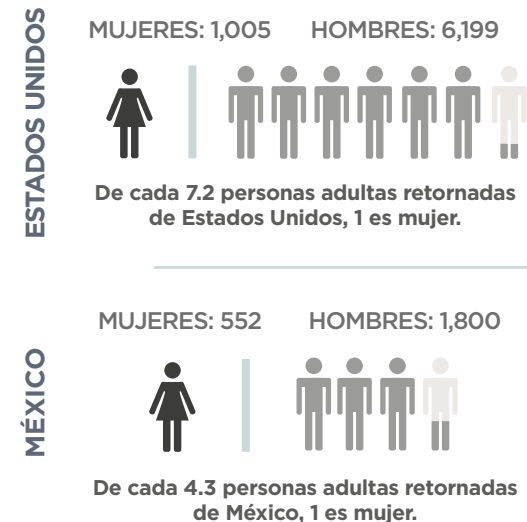 ESTADOS UNIDOS
MUJERES: 1,005 HOMBRES: 6,199
De cada 7.2 personas adultas retornadas
de Estados Unidos, 1 es mujer.
MÉXICO
MUJERES: 552 HOMBRES: 1,800
De cada 4.3 personas adultas retornadas
de México, 1 es mujer.